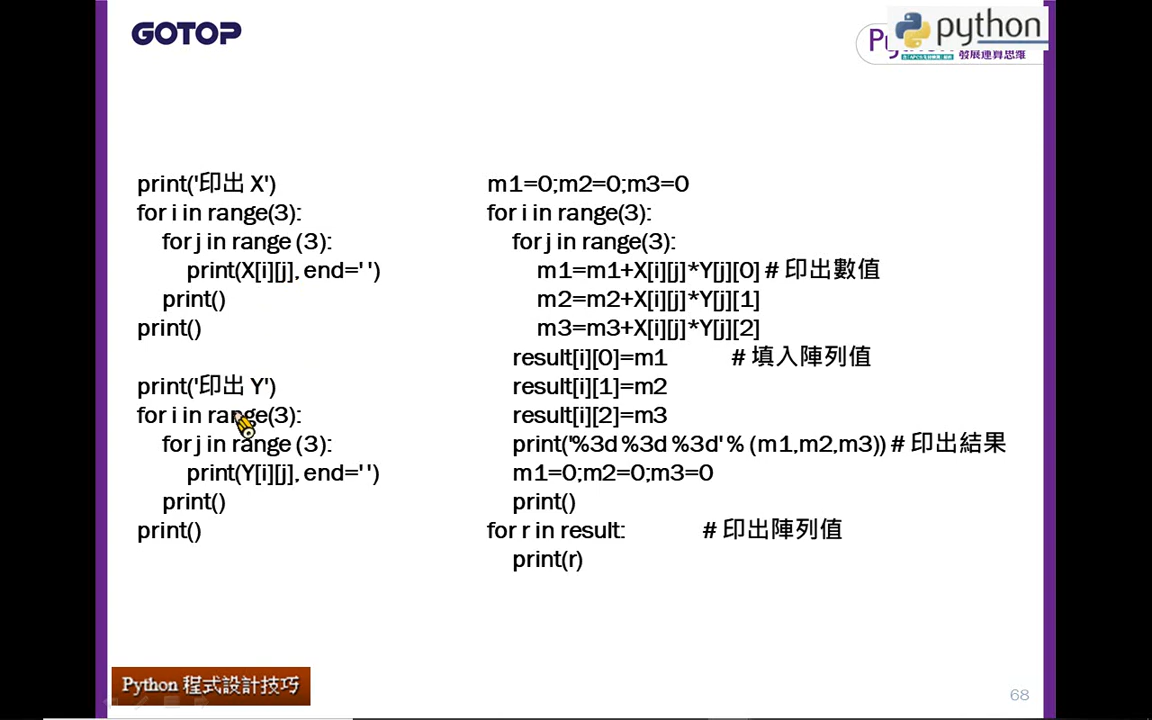 GOTOP
python
發展運算思維
print('印出 X')
for i in range(3):
for j in range (3):
print(X[i][j], end=' ')
print()
print()
print('印出 Y')
for i in range(3):
for j in range (3):
print(Y[i][j], end=' ')
print()
print()
m1=0;m2=0;m3=0
for i in range(3):
for j in range(3):
m1=m1+X[i][j]*Y[j][0] # 印出數值
m2=m2+X[i][j]*Y[j][1]
m3=m3+X[i][j]*Y[j][2]
result[i][0]=m1 # 填入陣列值
result[i][1]=m2
result[i][2]=m3
print('%3d %3d %3d' % (m1,m2,m3)) # 印出結果
m1=0;m2=0;m3=0
print()
for r in result: # 印出陣列值
print(r)
Python 程式設計技巧
68